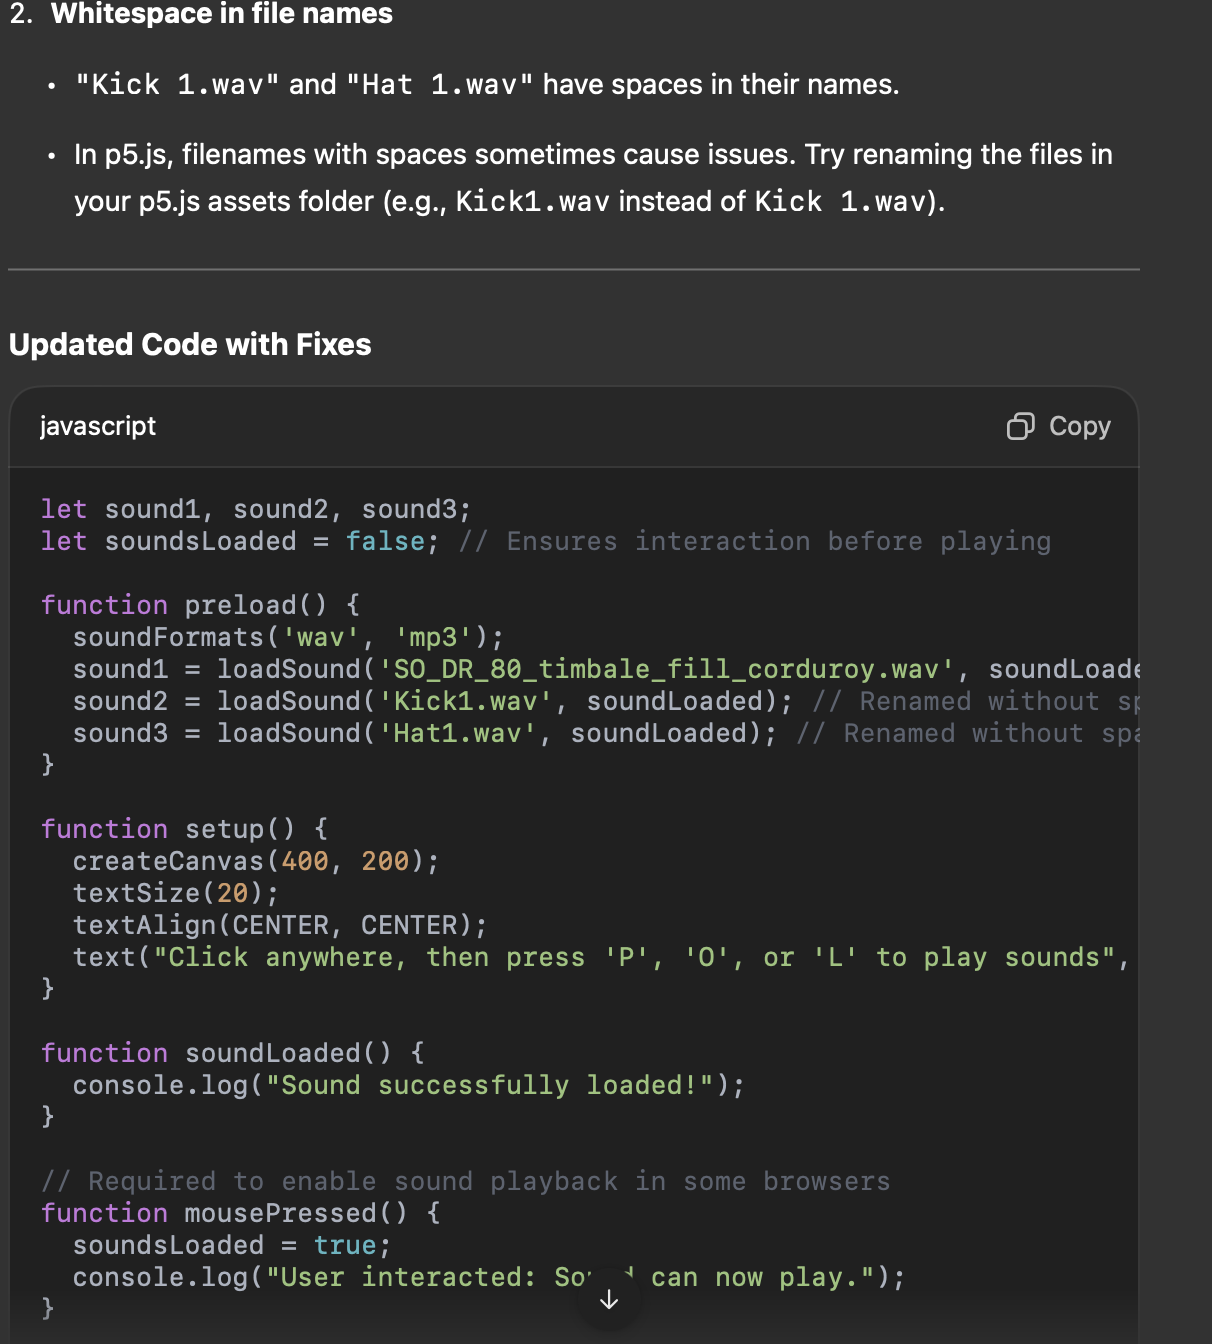 2. Whitespace in file names
• "Kick 1.wav" and "Hat 1.wav" have spaces in their names.
• In p5.js, filenames with spaces sometimes cause issues. Try renaming the files in
your p5.js assets folder (e.g., Kick1.wav instead of Kick 1.wav).
Updated Code with Fixes
javascript
Copy
let sound1, sound2, sound3;
let soundsLoaded = false; // Ensures interaction before playing
function preload() {
  soundFormats('wav', 'mp3');
  sound1 = loadSound('SO_DR_80_timbale_fill_corduroy.wav', soundLoade
  sound2 = loadSound('Kick1.wav', soundLoaded); // Renamed without sp
  sound3 = loadSound('Hat1.wav', soundLoaded); // Renamed without spa
}
function setup() {
  createCanvas(400, 200);
  textSize(20);
  textAlign(CENTER, CENTER);
  text("Click anywhere, then press 'P', 'O', or 'L' to play sounds",
}
function soundLoaded() {
  console.log("Sound successfully loaded!");
}
// Required to enable sound playback in some browsers
function mousePressed() {
  soundsLoaded = true;
  console.log("User interacted: Sound can now play.");
}